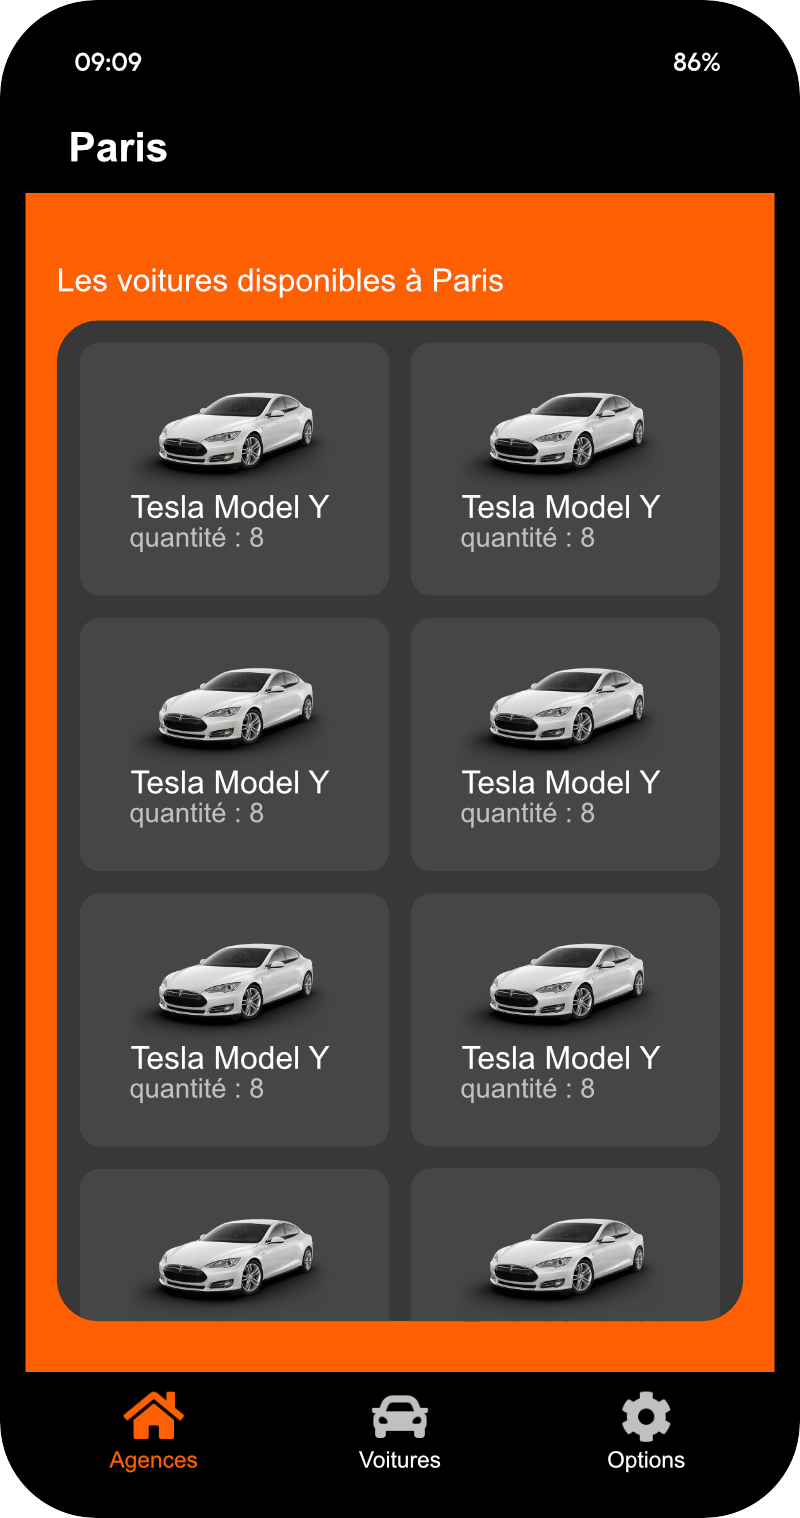 09:09 86%
Paris
Les voitures disponibles à Paris
Tesla Model Y
quantité : 8
Tesla Model Y
quantité : 8
Tesla Model Y
quantité : 8
Tesla Model Y
quantité : 8
Tesla Model Y
quantité : 8
Tesla Model Y
quantité : 8
Agences
Voitures
Options